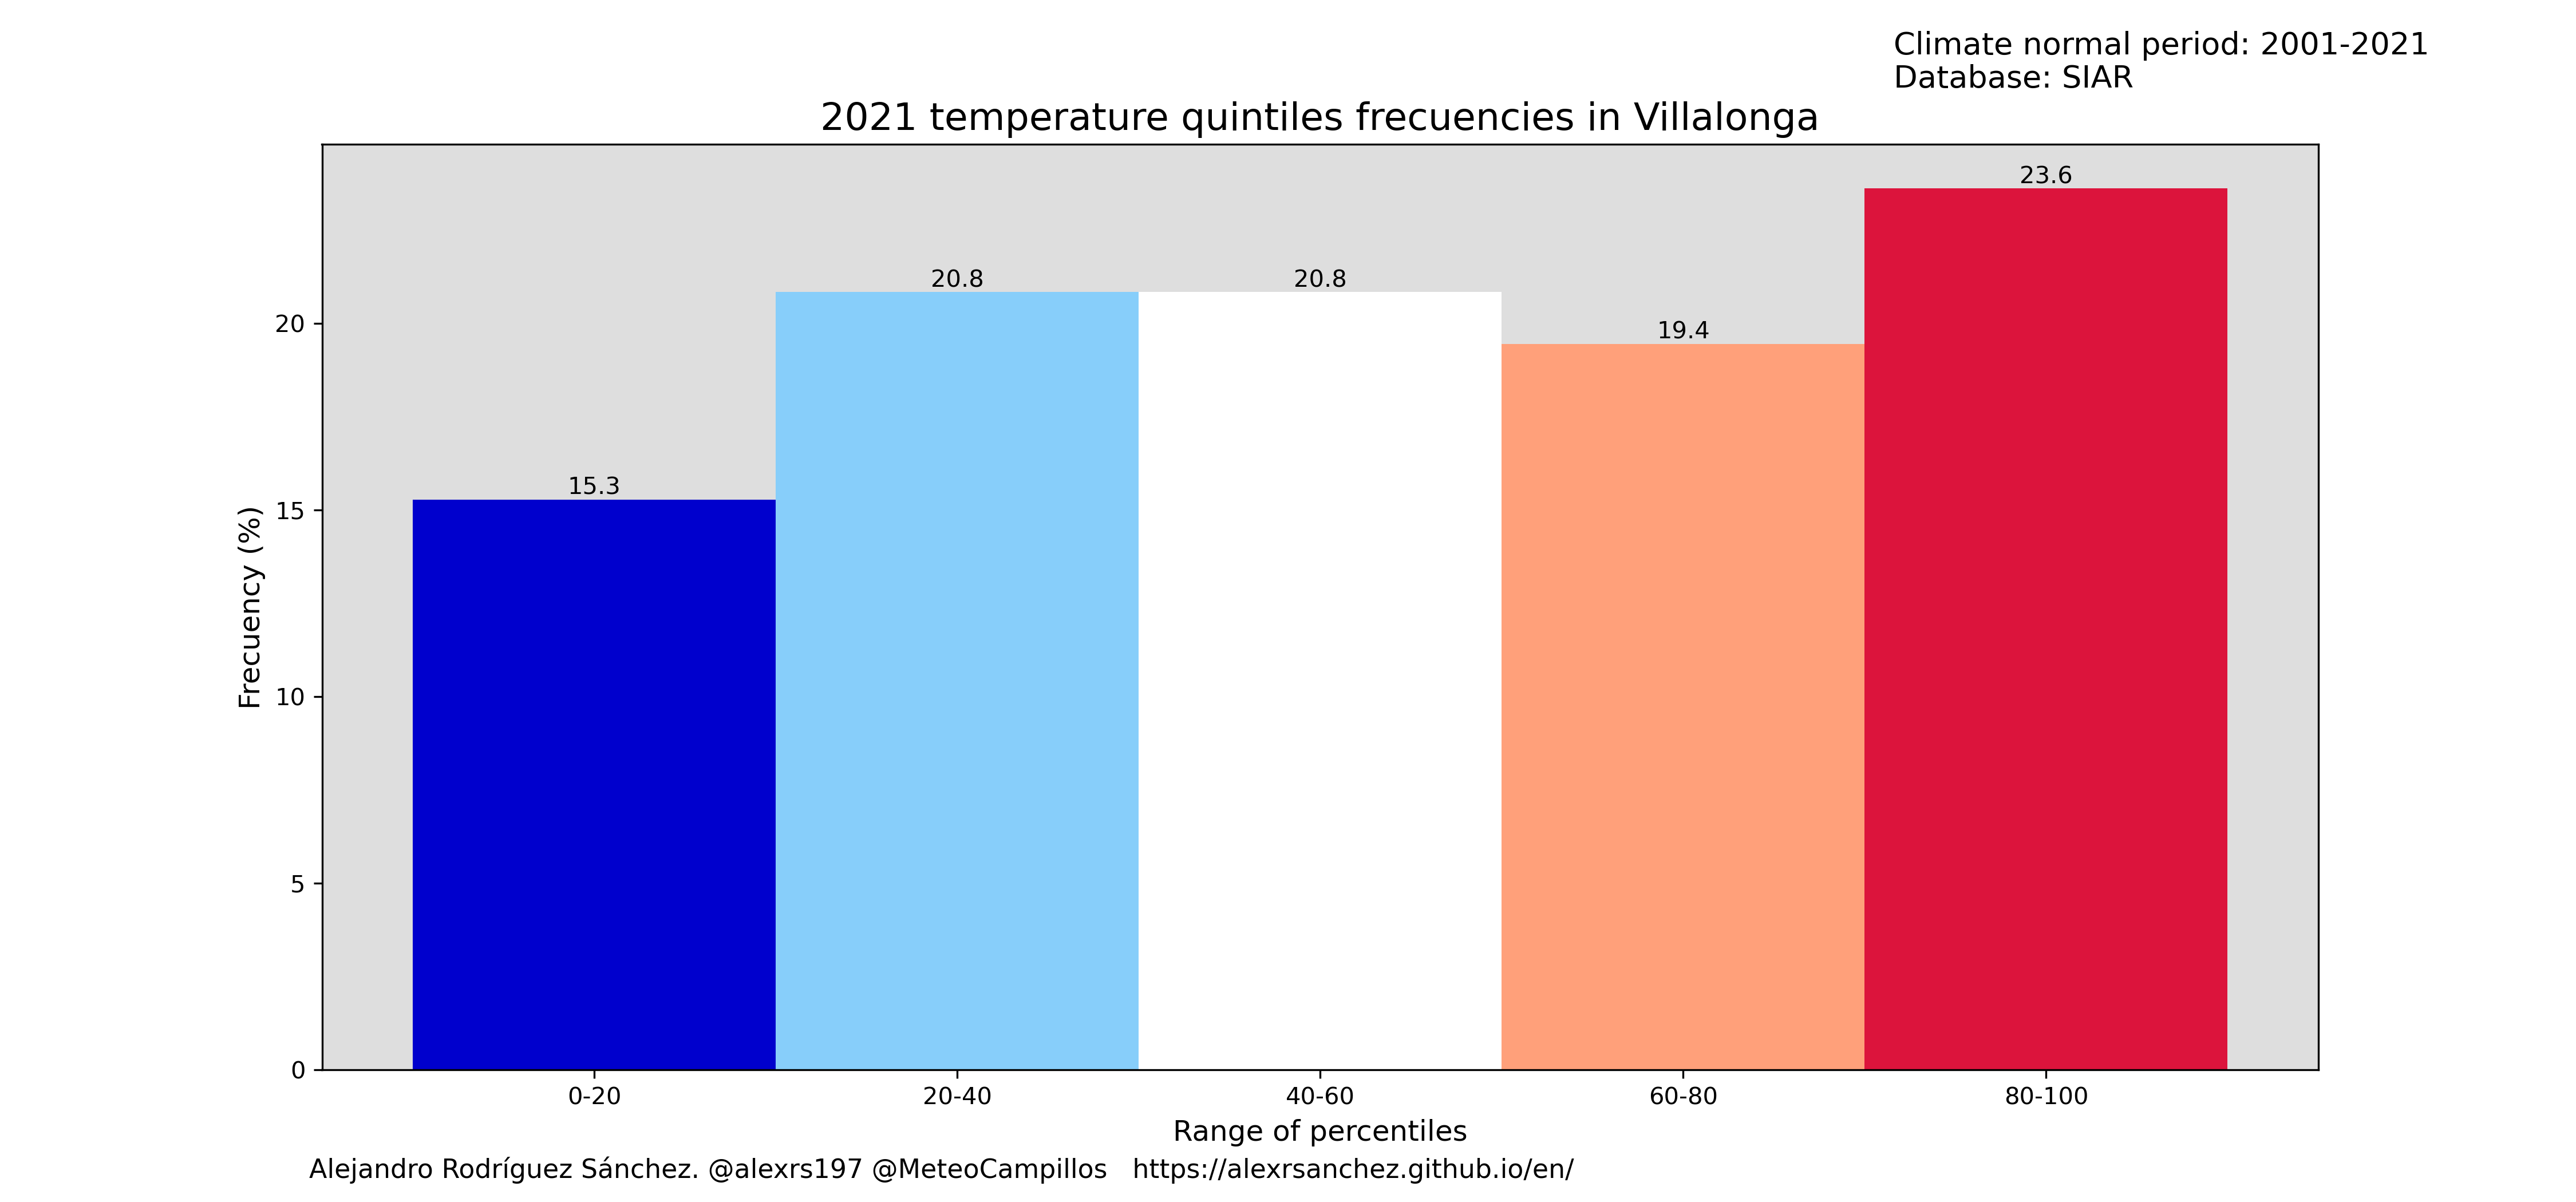 Climate normal period: 2001-2021
Database: SIAR
2021 temperature quintiles frecuencies in Villalonga
23.6
20.8
20.8
19.4
15.3
Frecuency (%)
20
15
10
5
0
0-20
20-40
40-60
60-80
80-100
Range of percentiles
Alejandro Rodríguez Sánchez. @alexrs197 @MeteoCampillos   https://alexrsanchez.github.io/en/